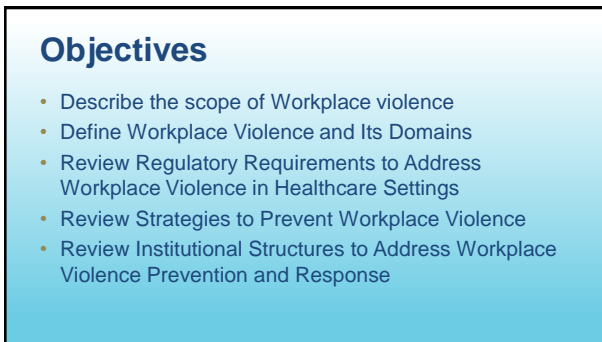 Objectives
• Describe the scope of Workplace violence
• Define Workplace Violence and Its Domains
• Review Regulatory Requirements to Address
Workplace Violence in Healthcare Settings
• Review Strategies to Prevent Workplace Violence
• Review Institutional Structures to Address Workplace
Violence Prevention and Response